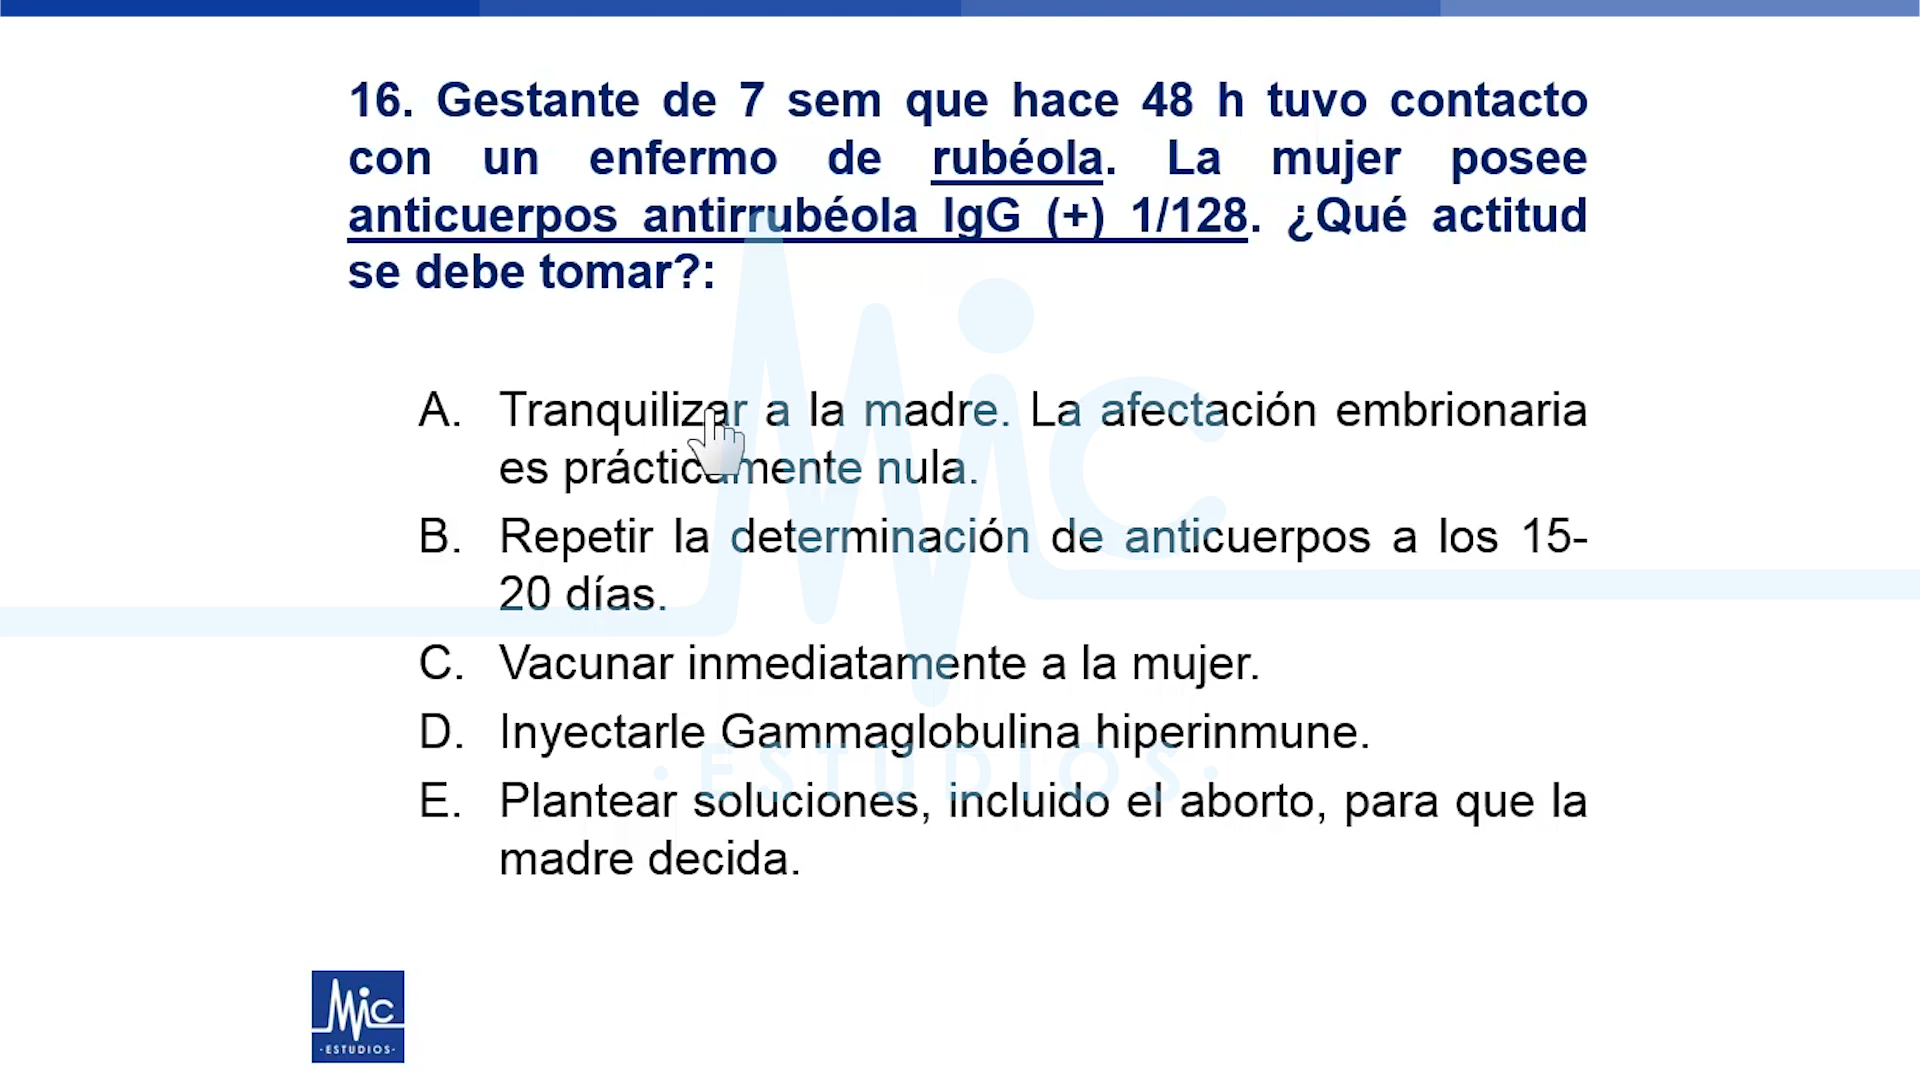 16. Gestante de 7 sem que hace 48 h tuvo contacto
con un enfermo de rubéola. La mujer posee
anticuerpos antirrubéola IgG (+) 1/128. ¿Qué actitud
se debe tomar?:
A. Tranquilizar a la madre. La afectación embrionaria
es prácticamente nula.
B. Repetir la determinación de anticuerpos a los 15-
20 días.
C. Vacunar inmediatamente a la mujer.
D. Inyectarle Gammaglobulina hiperinmune.
E. Plantear soluciones, incluido el aborto, para que la
madre decida.
MiC
·ESTUDIOS·
MiC
·ESTUDIOS·